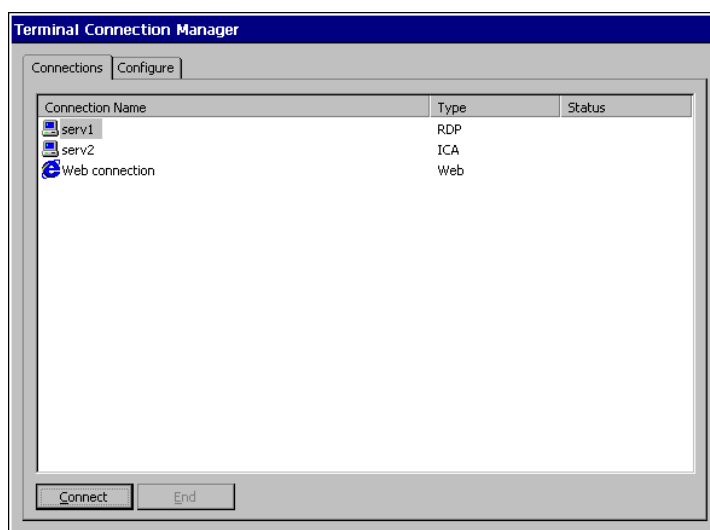 Terminal Connection Manager
Connections Configure
Connection Name Type Status
serv1 RDP
serv2 ICA
Web connection Web
Connect End